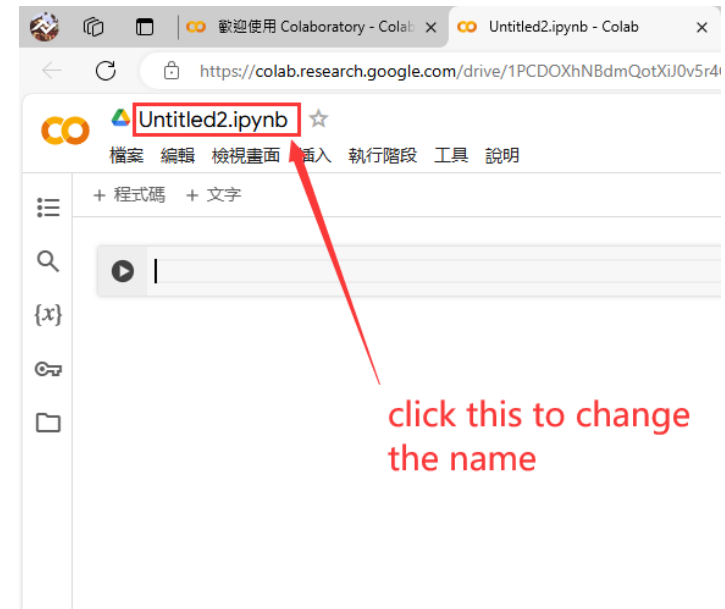 歡迎使用 Colaboratory - Colab
Untitled2.ipynb - Colab
https://colab.research.google.com/drive/1PCDOXhNBdmQotXiJ0v5r4
Untitled2.ipynb
檔案 編輯 檢視畫面 插入 執行階段 工具 說明
+ 程式碼 + 文字
{x}
click this to change
the name